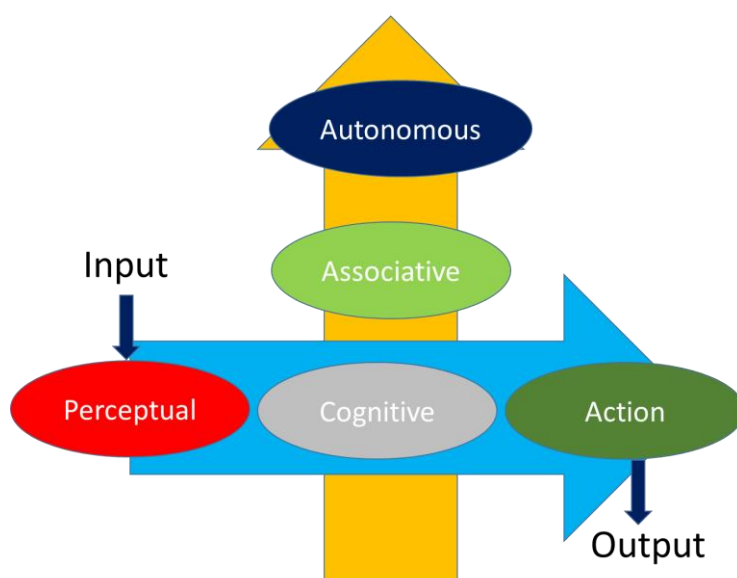 Autonomous
Associative
Input
Perceptual
Cognitive
Action
Output